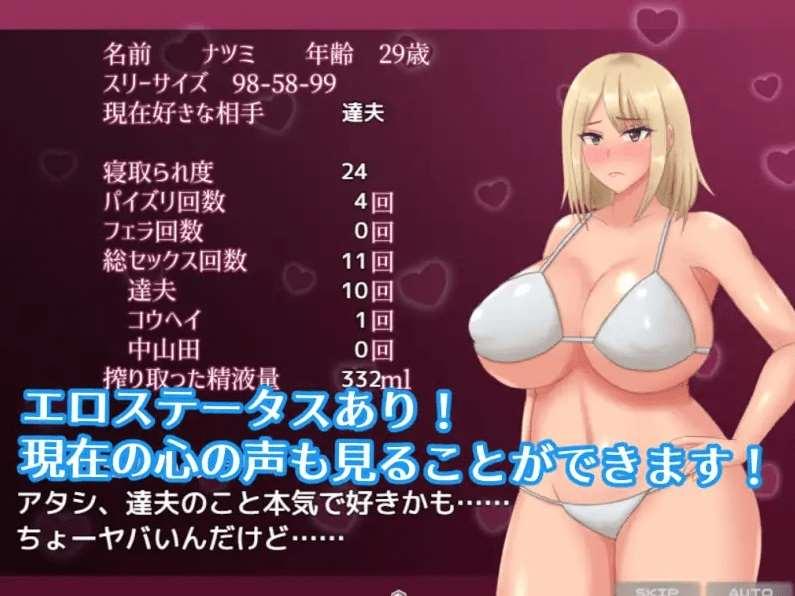 名前 ナツミ 年齢 29歳
スリーサイズ 98-58-99
現在好きな相手 達夫
寝取られ度 24
パイズリ回数 4回
フェラ回数 0回
総セックス回数 11回
達夫 10回
コウヘイ 1回
中山田 0回
搾り取った精液量 332ml
エロステータスあり！
現在の心の声も見ることができます！
アタシ、達夫のこと本気で好きかも……
ちょーヤバいんだけど……
SKIP AUTO